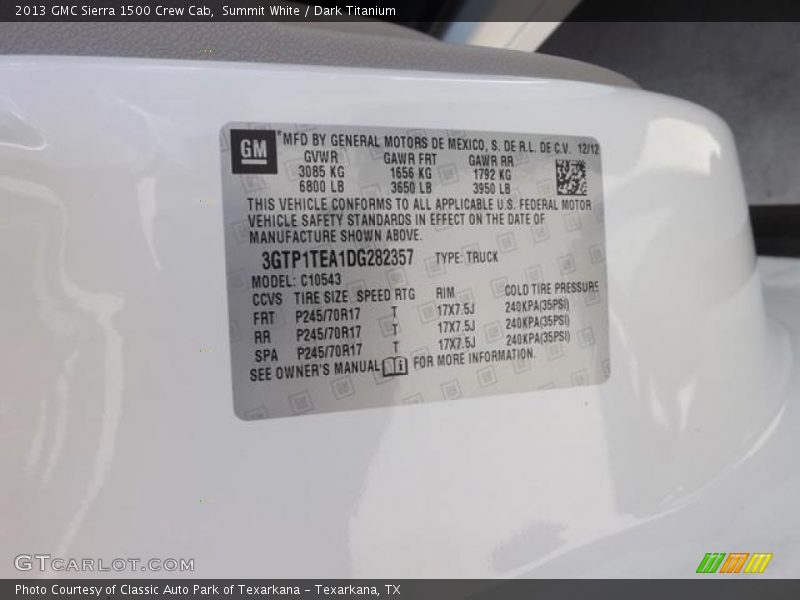 2013 GMC Sierra 1500 Crew Cab,  Summit White / Dark Titanium
GM
MFD BY GENERAL MOTORS DE MEXICO, S. DE R.L. DE C.V. 12/12
GVWR GAWR FRT GAWR RR
3085 KG 1656 KG 1792 KG
6800 LB 3650 LB 3950 LB
THIS VEHICLE CONFORMS TO ALL APPLICABLE U.S. FEDERAL MOTOR
VEHICLE SAFETY STANDARDS IN EFFECT ON THE DATE OF
MANUFACTURE SHOWN ABOVE.
3GTP1TEA1DG282357 TYPE: TRUCK
MODEL: C10543
CCVS TIRE SIZE SPEED RTG RIM COLD TIRE PRESSURE
FRT P245/70R17 T 17X7.5J 240KPA(35PSI)
RR P245/70R17 T 17X7.5J 240KPA(35PSI)
SPA P245/70R17 T 17X7.5J 240KPA(35PSI)
SEE OWNER'S MANUAL FOR MORE INFORMATION.
GTCARLOT.COM
Photo Courtesy of Classic Auto Park of Texarkana - Texarkana, TX